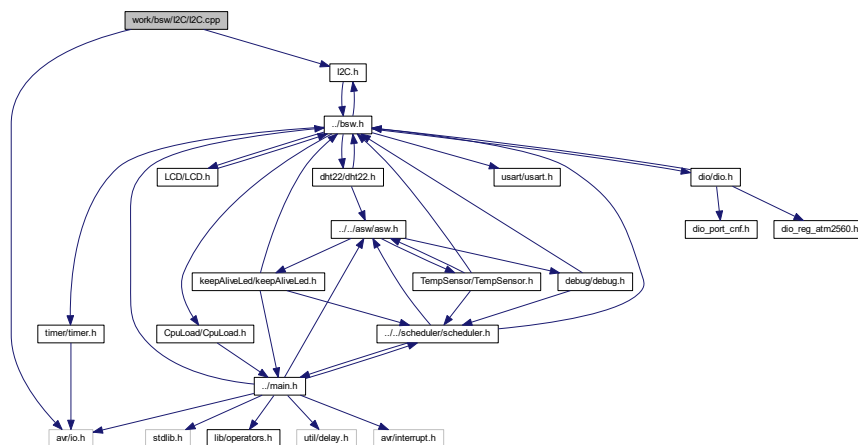 work/bsw/I2C/I2C.cpp
I2C.h
../bsw.h
LCD/LCD.h
dht22/dht22.h
usart/usart.h
dio/dio.h
../../asw/asw.h
dio_port_cnf.h
dio_reg_atm2560.h
keepAliveLed/keepAliveLed.h
TempSensor/TempSensor.h
debug/debug.h
timer/timer.h
CpuLoad/CpuLoad.h
../../scheduler/scheduler.h
../main.h
avr/io.h
stdlib.h
lib/operators.h
util/delay.h
avr/interrupt.h